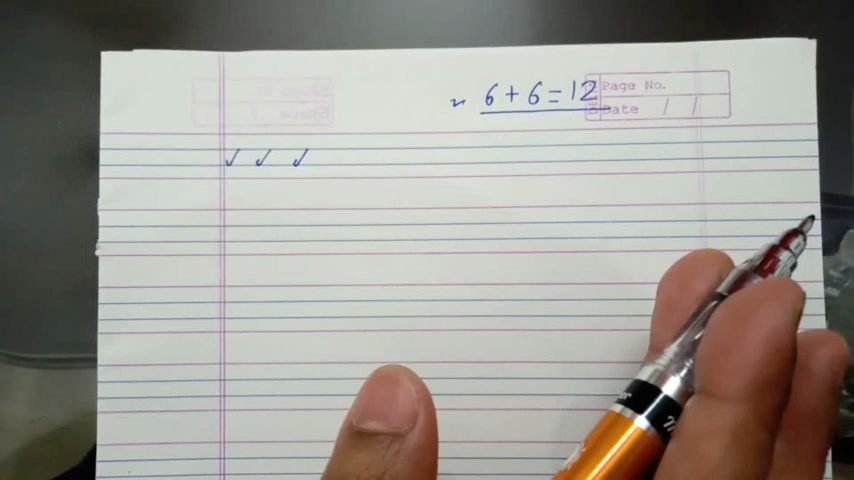 6+6=12
Page No.
Date / /
✓ ✓ ✓